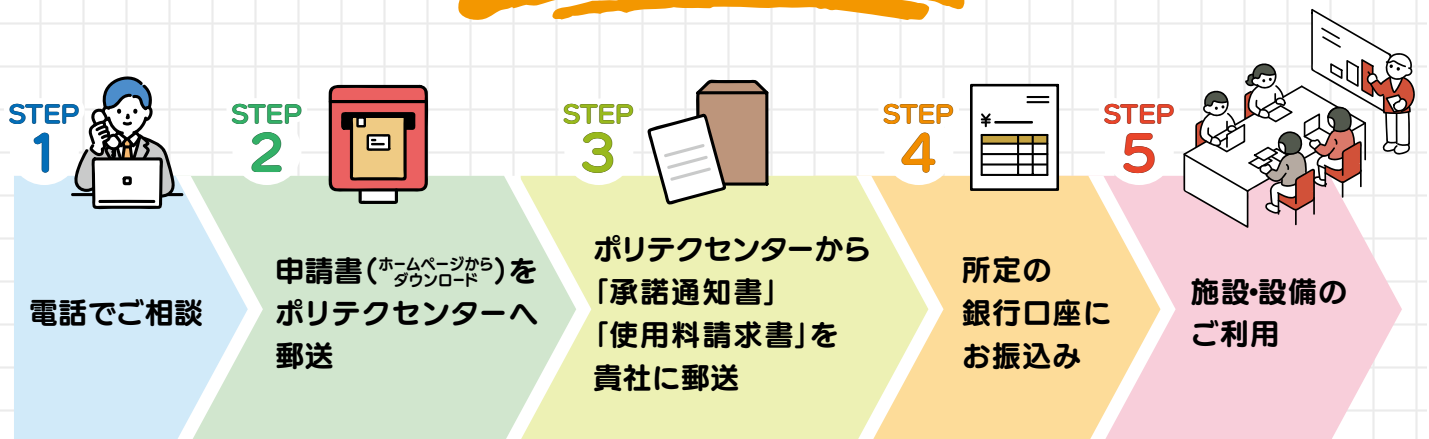 STEP
1
電話でご相談
STEP
2
申請書(ホームページからダウンロード)を
ポリテクセンターへ
郵送
STEP
3
ポリテクセンターから
「承諾通知書」
「使用料請求書」を
貴社に郵送
STEP
4
¥
所定の
銀行口座に
お振込み
STEP
5
施設・設備の
ご利用